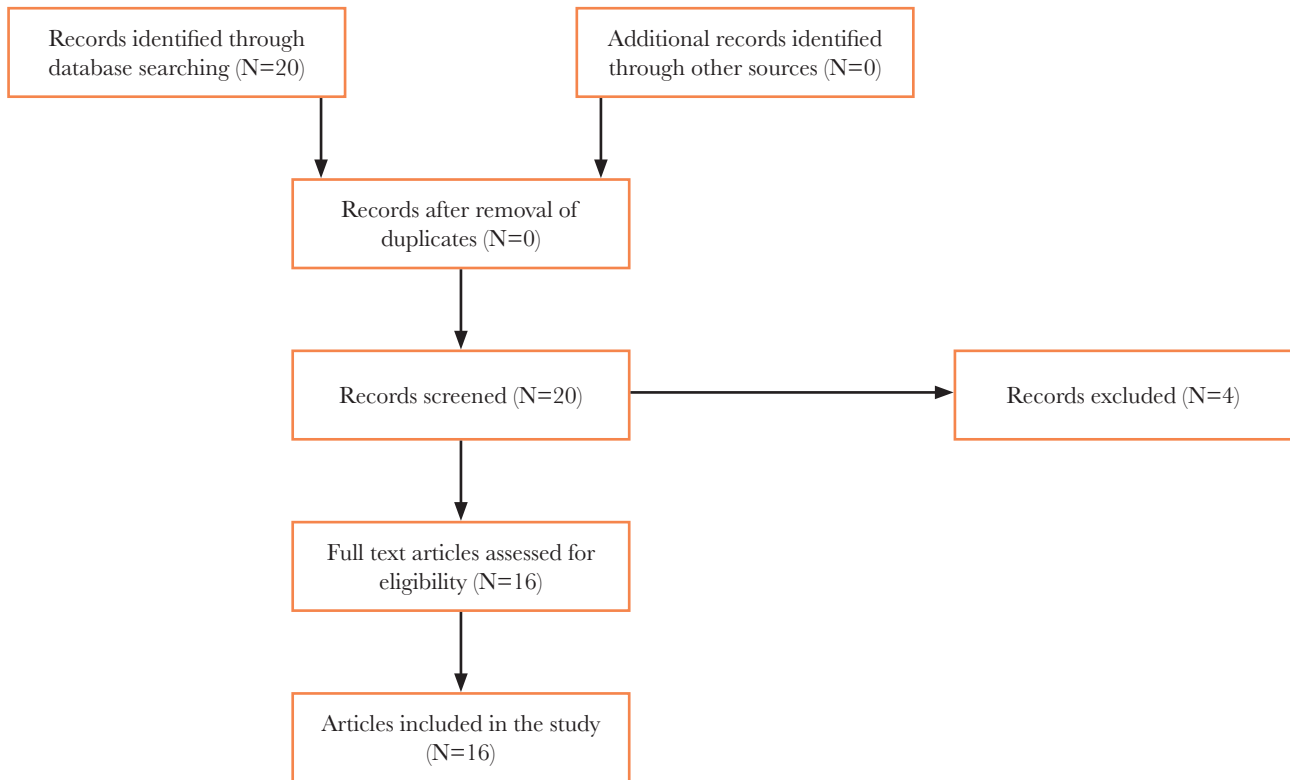 Records identified through
database searching (N=20)
Additional records identified
through other sources (N=0)
Records after removal of
duplicates (N=0)
Records screened (N=20)
Records excluded (N=4)
Full text articles assessed for
eligibility (N=16)
Articles included in the study
(N=16)